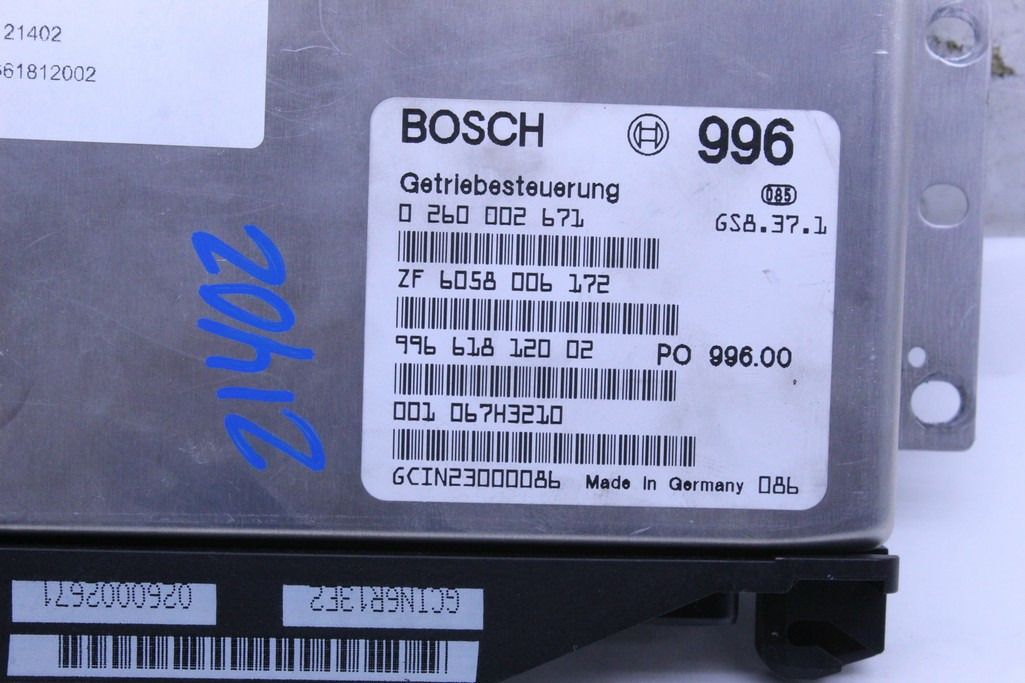 21402
61812002
BOSCH 996
Getriebesteuerung 085
0 260 002 671 GS8.37.1
ZF 6058 006 172
996 618 120 02 PO 996.00
001 067H3210
GCIN23000086 Made in Germany 086
21402
0260002671 GCIN6R13F2